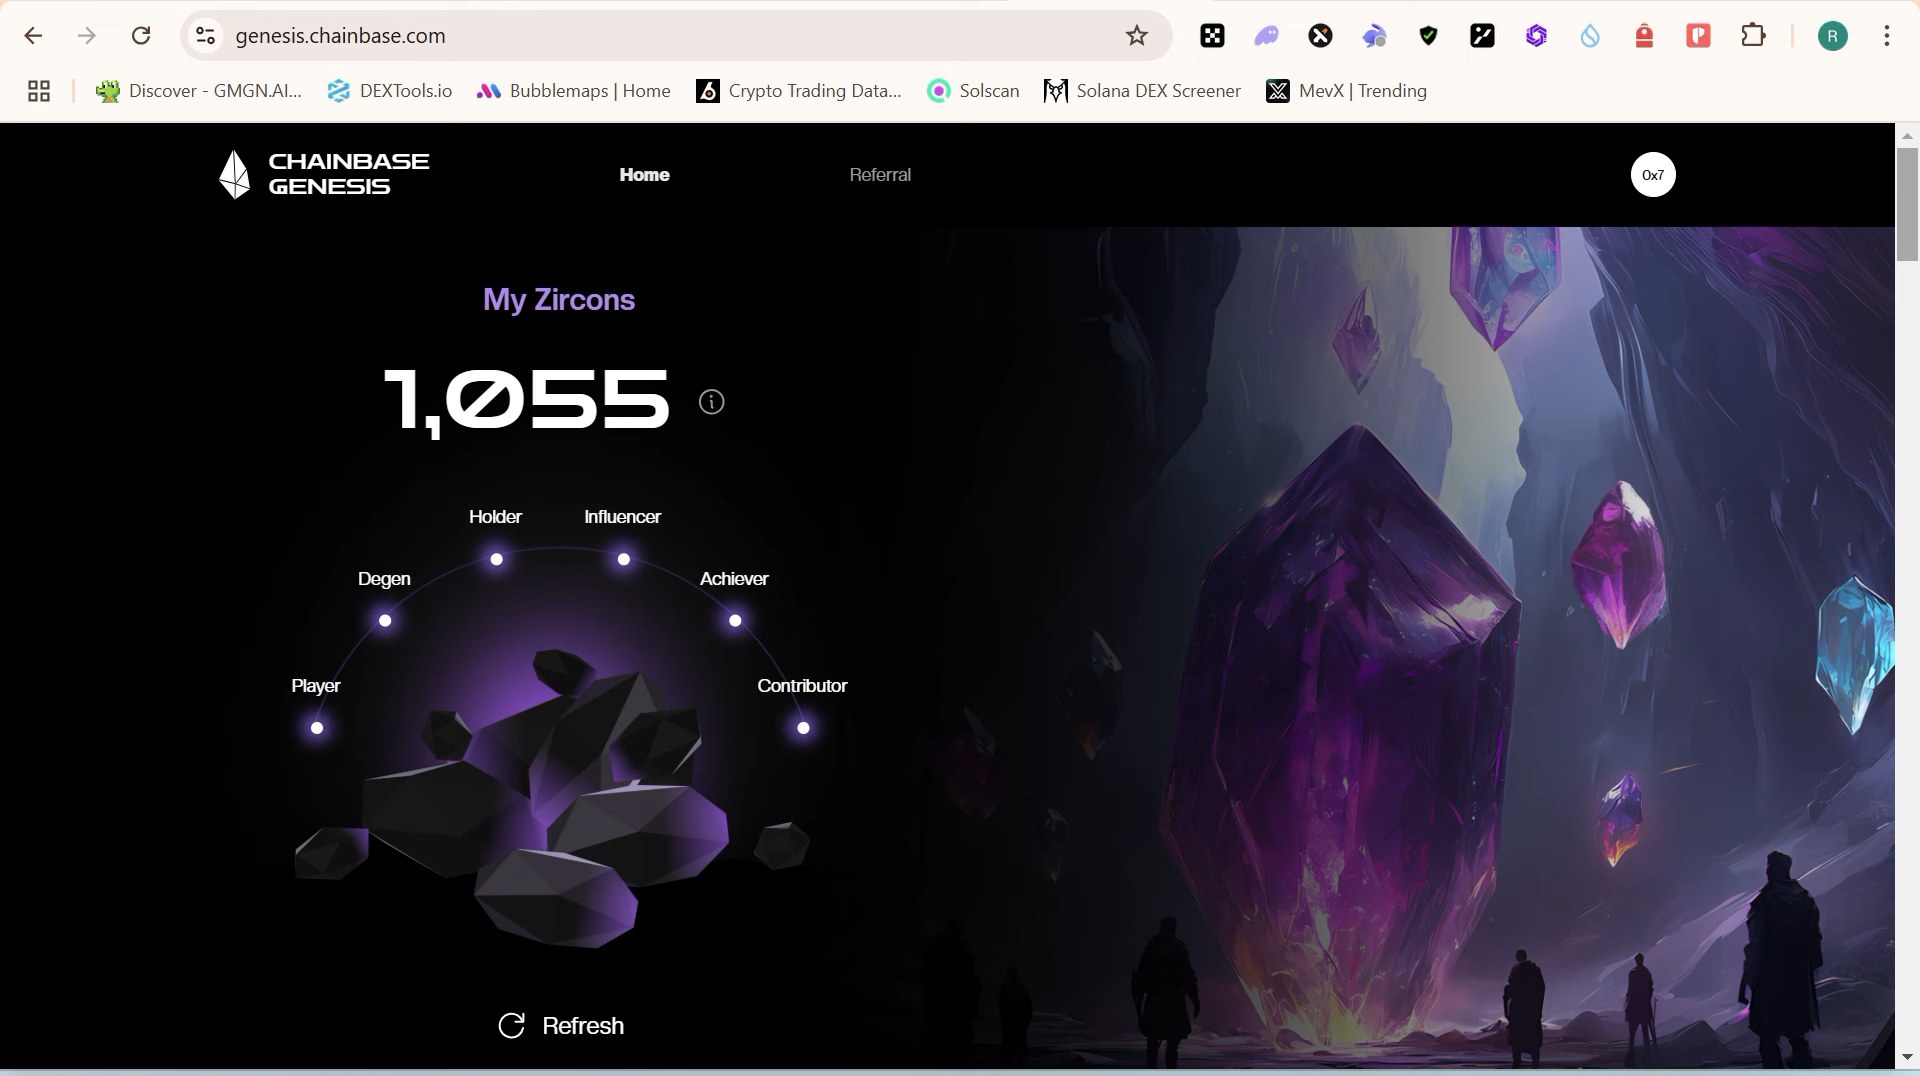 genesis.chainbase.com
R
Discover - GMGN.AI...
DEXTools.io
Bubblemaps | Home
Crypto Trading Data...
Solscan
Solana DEX Screener
MevX | Trending
CHAINBASE
GENESIS
Home
Referral
0x7
My Zircons
1,055
Holder
Influencer
Degen
Achiever
Player
Contributor
Refresh